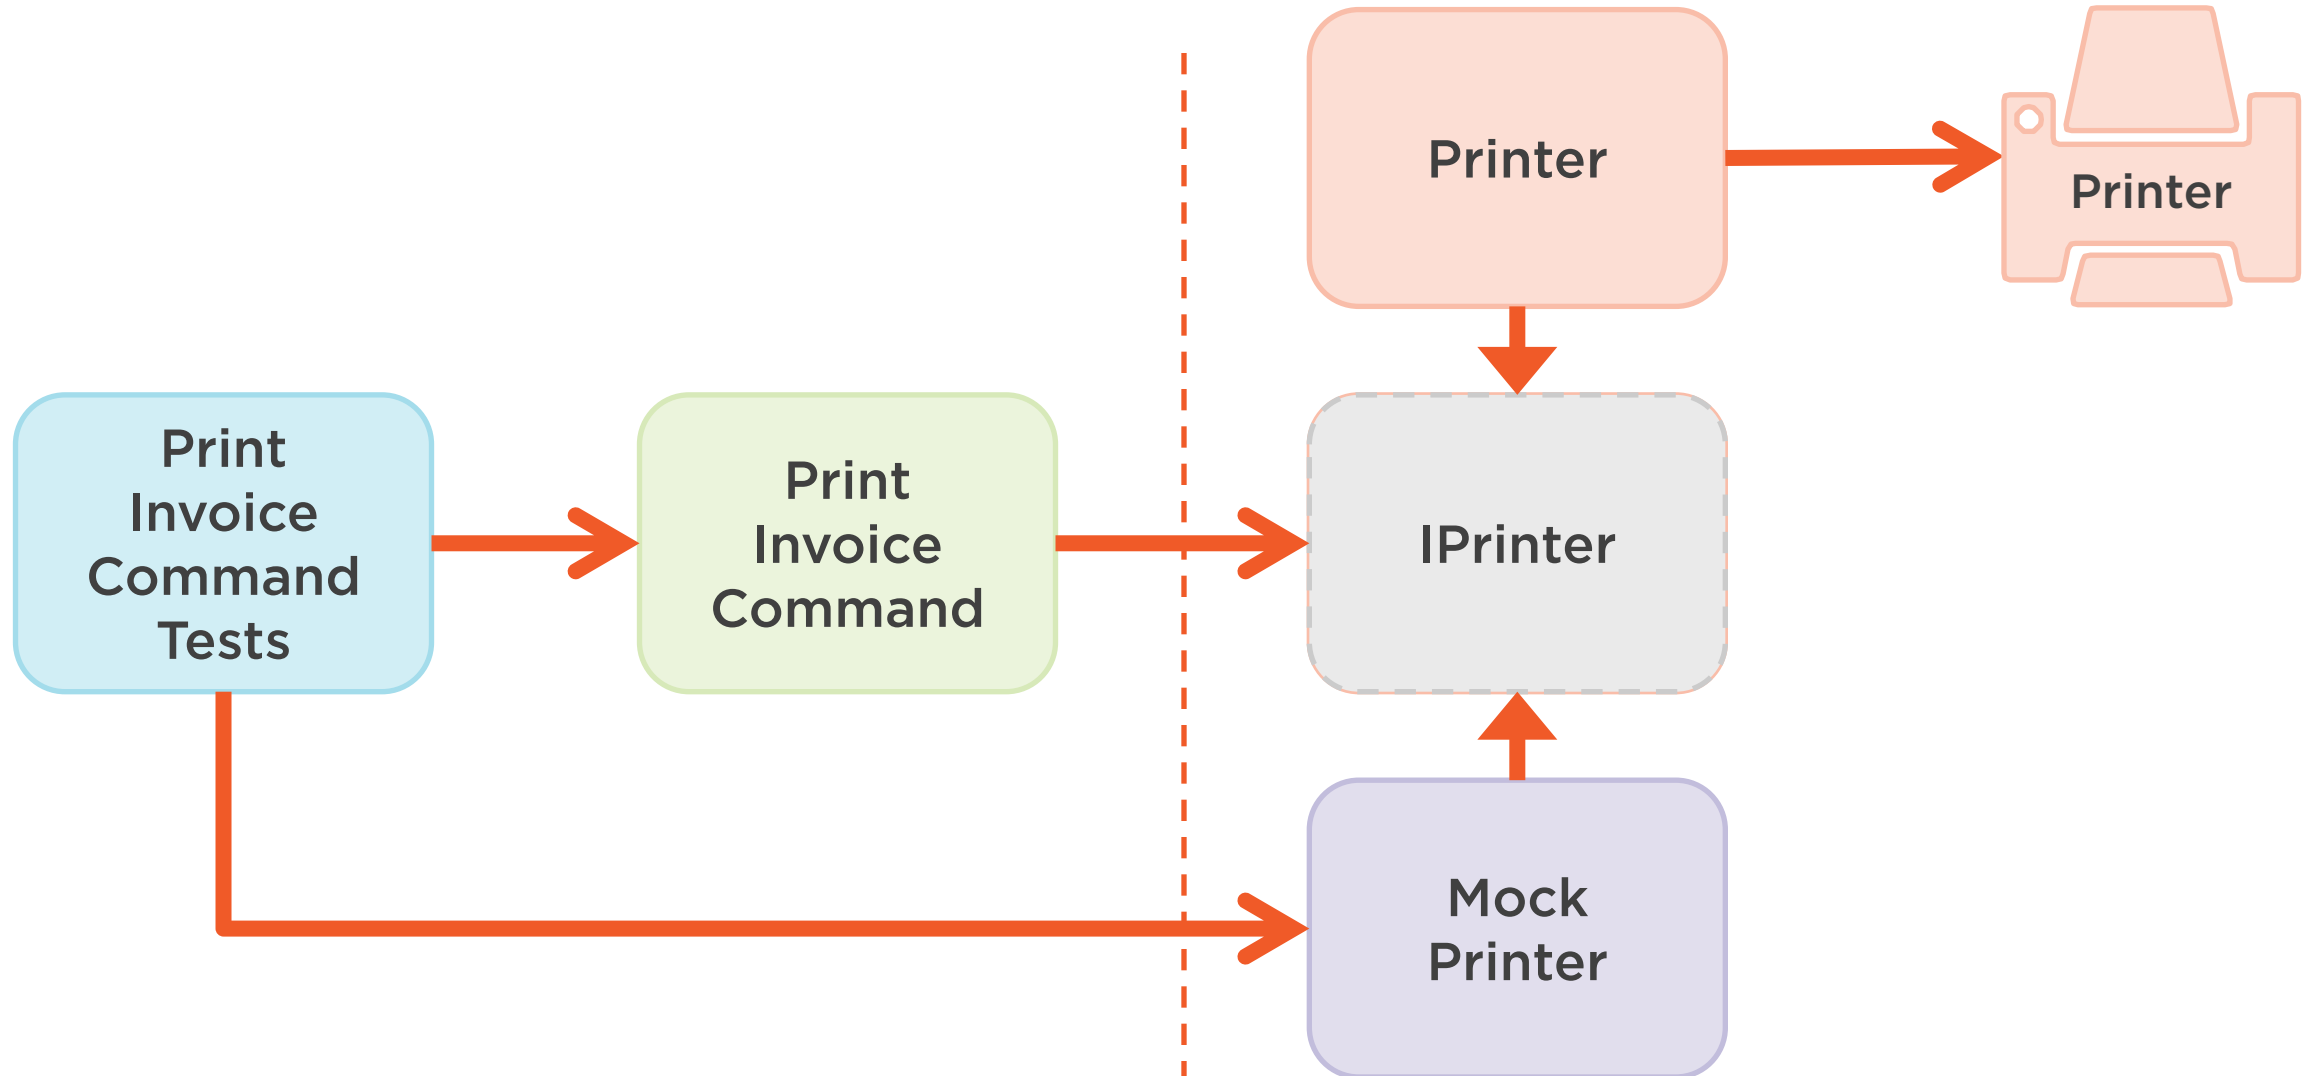 Printer
Printer
Print
Invoice
Command
Tests
Print
Invoice
Command
IPrinter
Mock
Printer